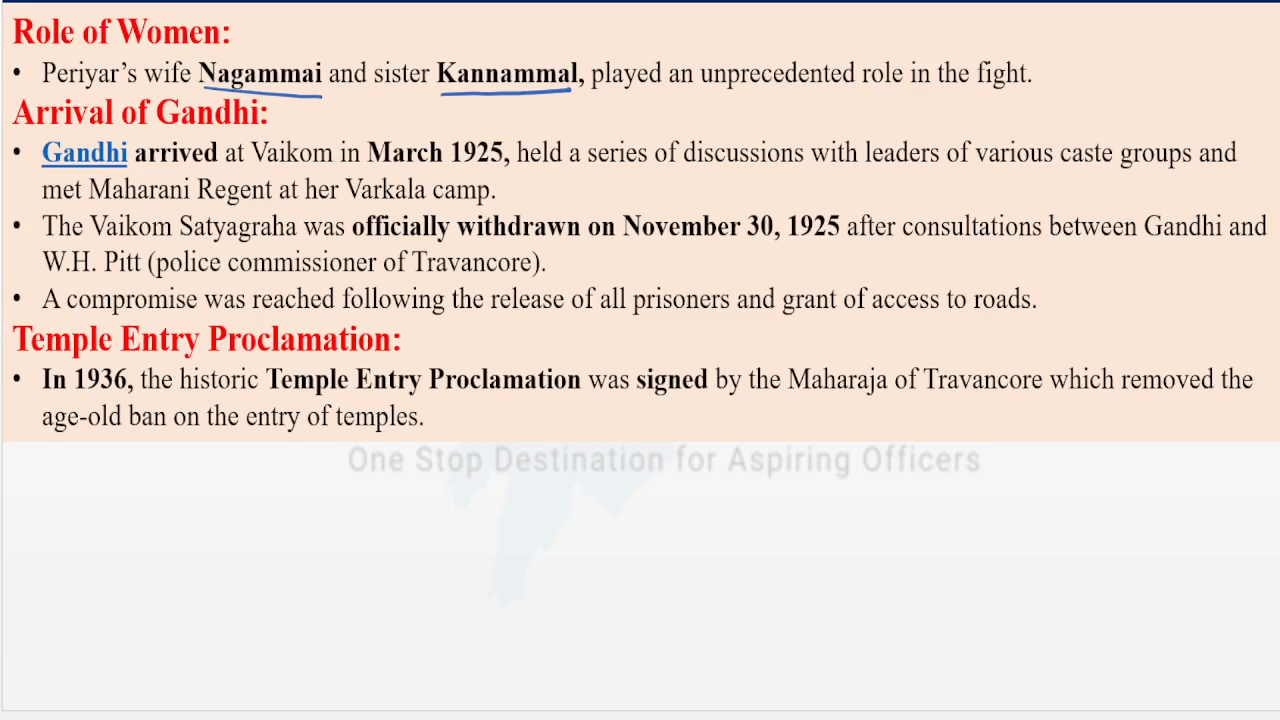 Role of Women:
• Periyar’s wife Nagammai and sister Kannammal, played an unprecedented role in the fight.
Arrival of Gandhi:
• Gandhi arrived at Vaikom in March 1925, held a series of discussions with leaders of various caste groups and
met Maharani Regent at her Varkala camp.
• The Vaikom Satyagraha was officially withdrawn on November 30, 1925 after consultations between Gandhi and
W.H. Pitt (police commissioner of Travancore).
• A compromise was reached following the release of all prisoners and grant of access to roads.
Temple Entry Proclamation:
• In 1936, the historic Temple Entry Proclamation was signed by the Maharaja of Travancore which removed the
age-old ban on the entry of temples.
One Stop Destination for Aspiring Officers